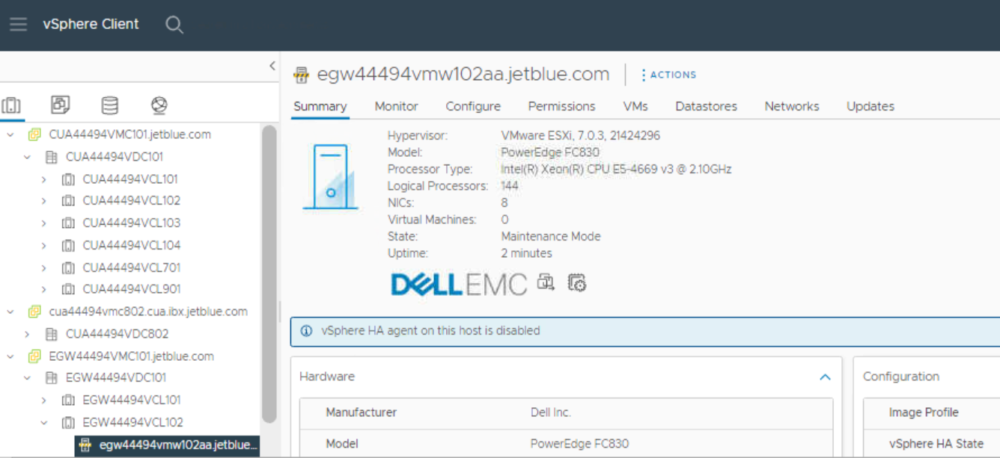 vSphere Client
egw44494vmw102aa.jetblue.com
ACTIONS
Summary Monitor Configure Permissions VMs Datastores Networks Updates
CUA44494VMC101.jetblue.com
CUA44494VDC101
CUA44494VCL101
CUA44494VCL102
CUA44494VCL103
CUA44494VCL104
CUA44494VCL701
CUA44494VCL901
cua44494vmc802.cua.ibx.jetblue.com
CUA44494VDC802
EGW44494VMC101.jetblue.com
EGW44494VDC101
EGW44494VCL101
EGW44494VCL102
egw44494vmw102aa.jetblue...
Hypervisor: VMware ESXi, 7.0.3, 21424296
Model: PowerEdge FC830
Processor Type: Intel(R) Xeon(R) CPU E5-4669 v3 @ 2.10GHz
Logical Processors: 144
NICs: 8
Virtual Machines: 0
State: Maintenance Mode
Uptime: 2 minutes
DELLEMC
vSphere HA agent on this host is disabled
Hardware
Manufacturer Dell Inc.
Model PowerEdge FC830
Configuration
Image Profile
vSphere HA State